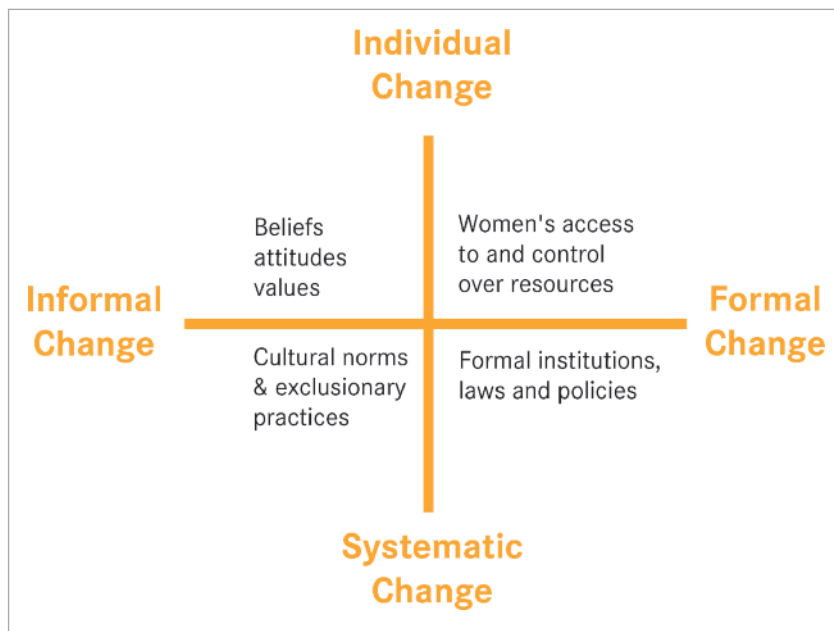 Individual
Change
Beliefs
attitudes
values
Women's access
to and control
over resources
Informal
Change
Formal
Change
Cultural norms
& exclusionary
practices
Formal institutions,
laws and policies
Systematic
Change